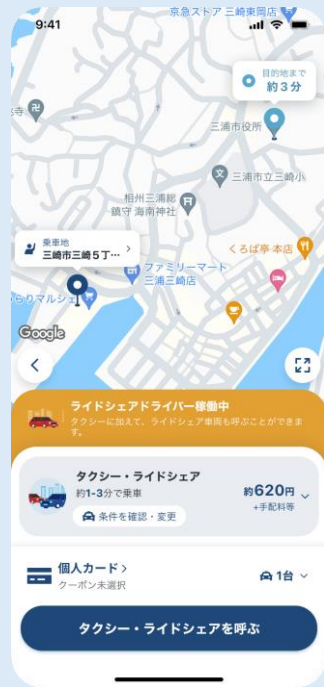 京急ストア 三崎東岡店
9:41
目的地まで
約3分
三浦市役所
三浦市立三崎小
相州三浦総
鎮守 海南神社
乗車地
三崎市三崎5丁…
くろば亭 本店
ファミリーマート
三浦三崎店
らりマルシェ
Google
ライドシェアドライバー稼働中
タクシーに加えて、ライドシェア車両も呼ぶことができま
す。
タクシー・ライドシェア
約1-3分で乗車
約620円
+手配料等
条件を確認・変更
個人カード
クーポン未選択
1台
タクシー・ライドシェアを呼ぶ